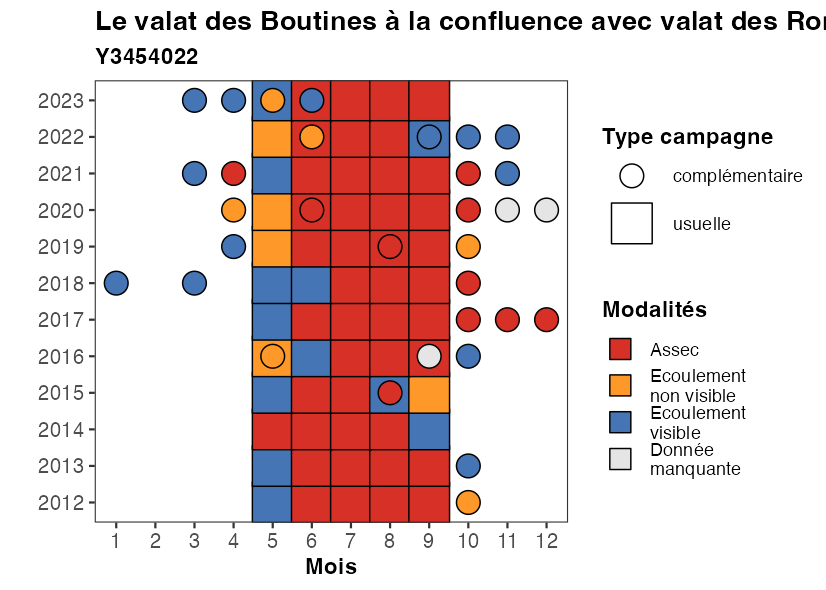 Le valat des Boutines à la confluence avec valat des Ro
Y3454022
2023
2022
2021
2020
2019
2018
2017
2016
2015
2014
2013
2012
1 2 3 4 5 6 7 8 9 10 11 12
Mois
Type campagne
complémentaire
usuelle
Modalités
Assec
Ecoulement
non visible
Ecoulement
visible
Donnée
manquante